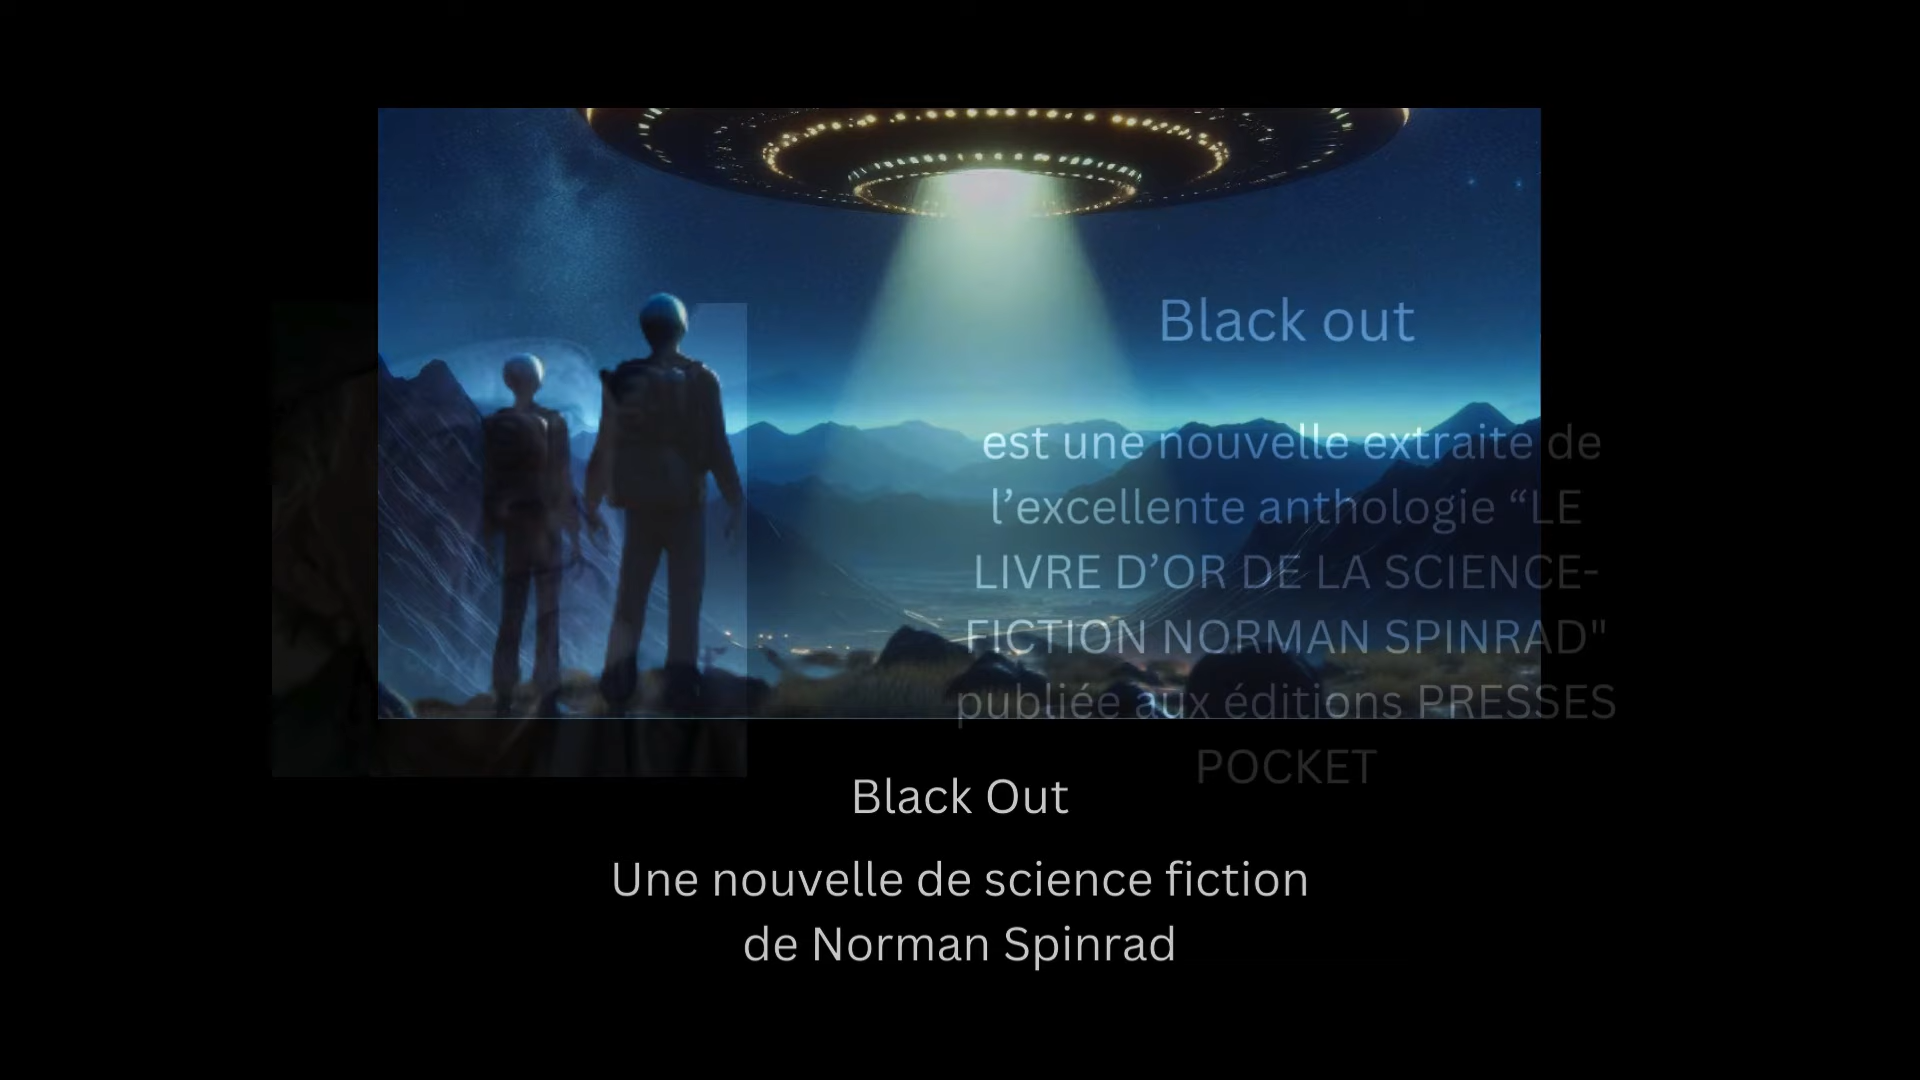 Black out
est une nouvelle extraite de
l’excellente anthologie “LE
LIVRE D’OR DE LA SCIENCE-
FICTION NORMAN SPINRAD"
publiée aux éditions PRESSES
POCKET
Black Out
Une nouvelle de science fiction
de Norman Spinrad